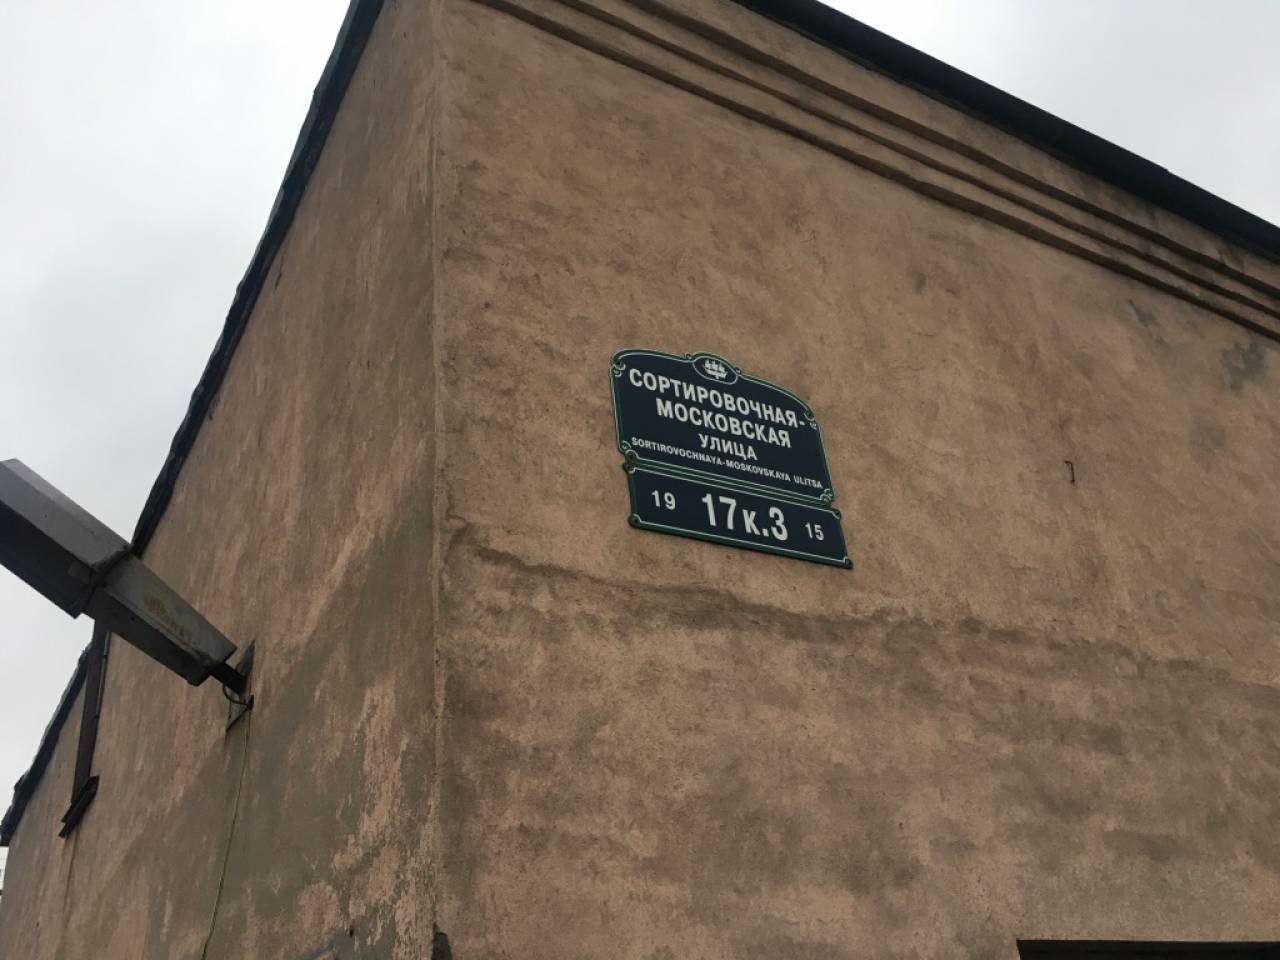 СОРТИРОВОЧНАЯ-
МОСКОВСКАЯ
УЛИЦА
SORTIROVOCHNAYA-MOSKOVSKAYA ULITSA
19 17к.3 15